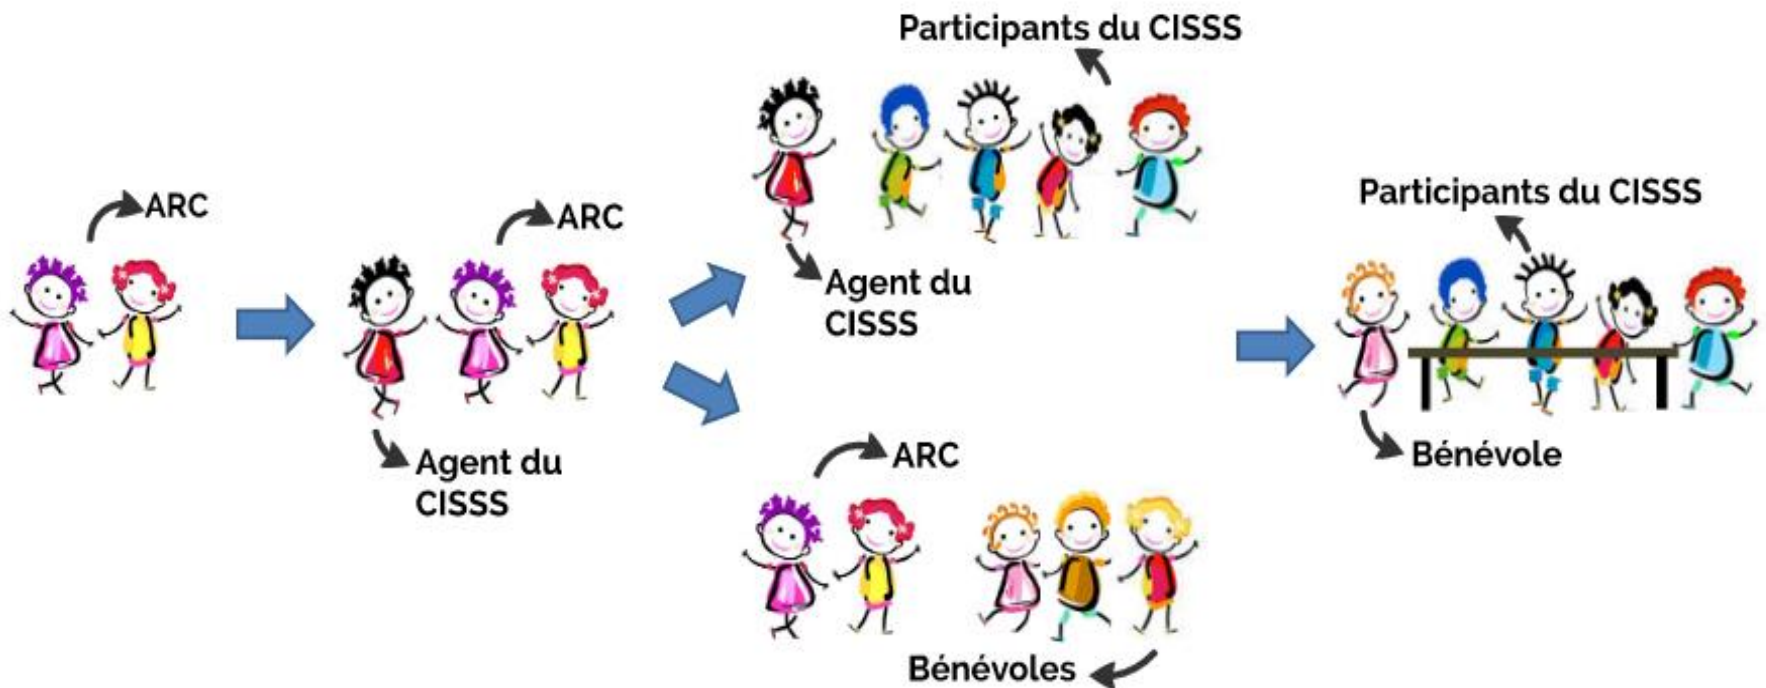 ARC
ARC
Agent du
CISSS
Participants du CISSS
Agent du
CISSS
ARC
Bénévoles
Participants du CISSS
Bénévole